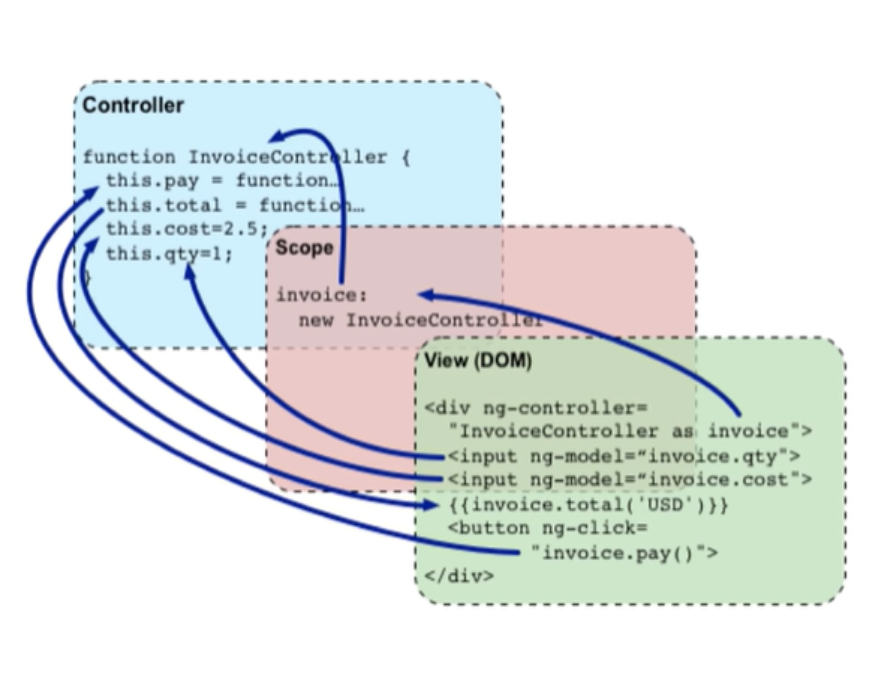 Controller
function InvoiceController {
this.pay = function…
this.total = function…
this.cost=2.5;
this.qty=1;
}
Scope
invoice:
new InvoiceController
View (DOM)
<div ng-controller=
"InvoiceController as invoice">
<input ng-model=“invoice.qty">
<input ng-model=“invoice.cost">
{{invoice.total('USD')}}
<button ng-click=
"invoice.pay()">
</div>